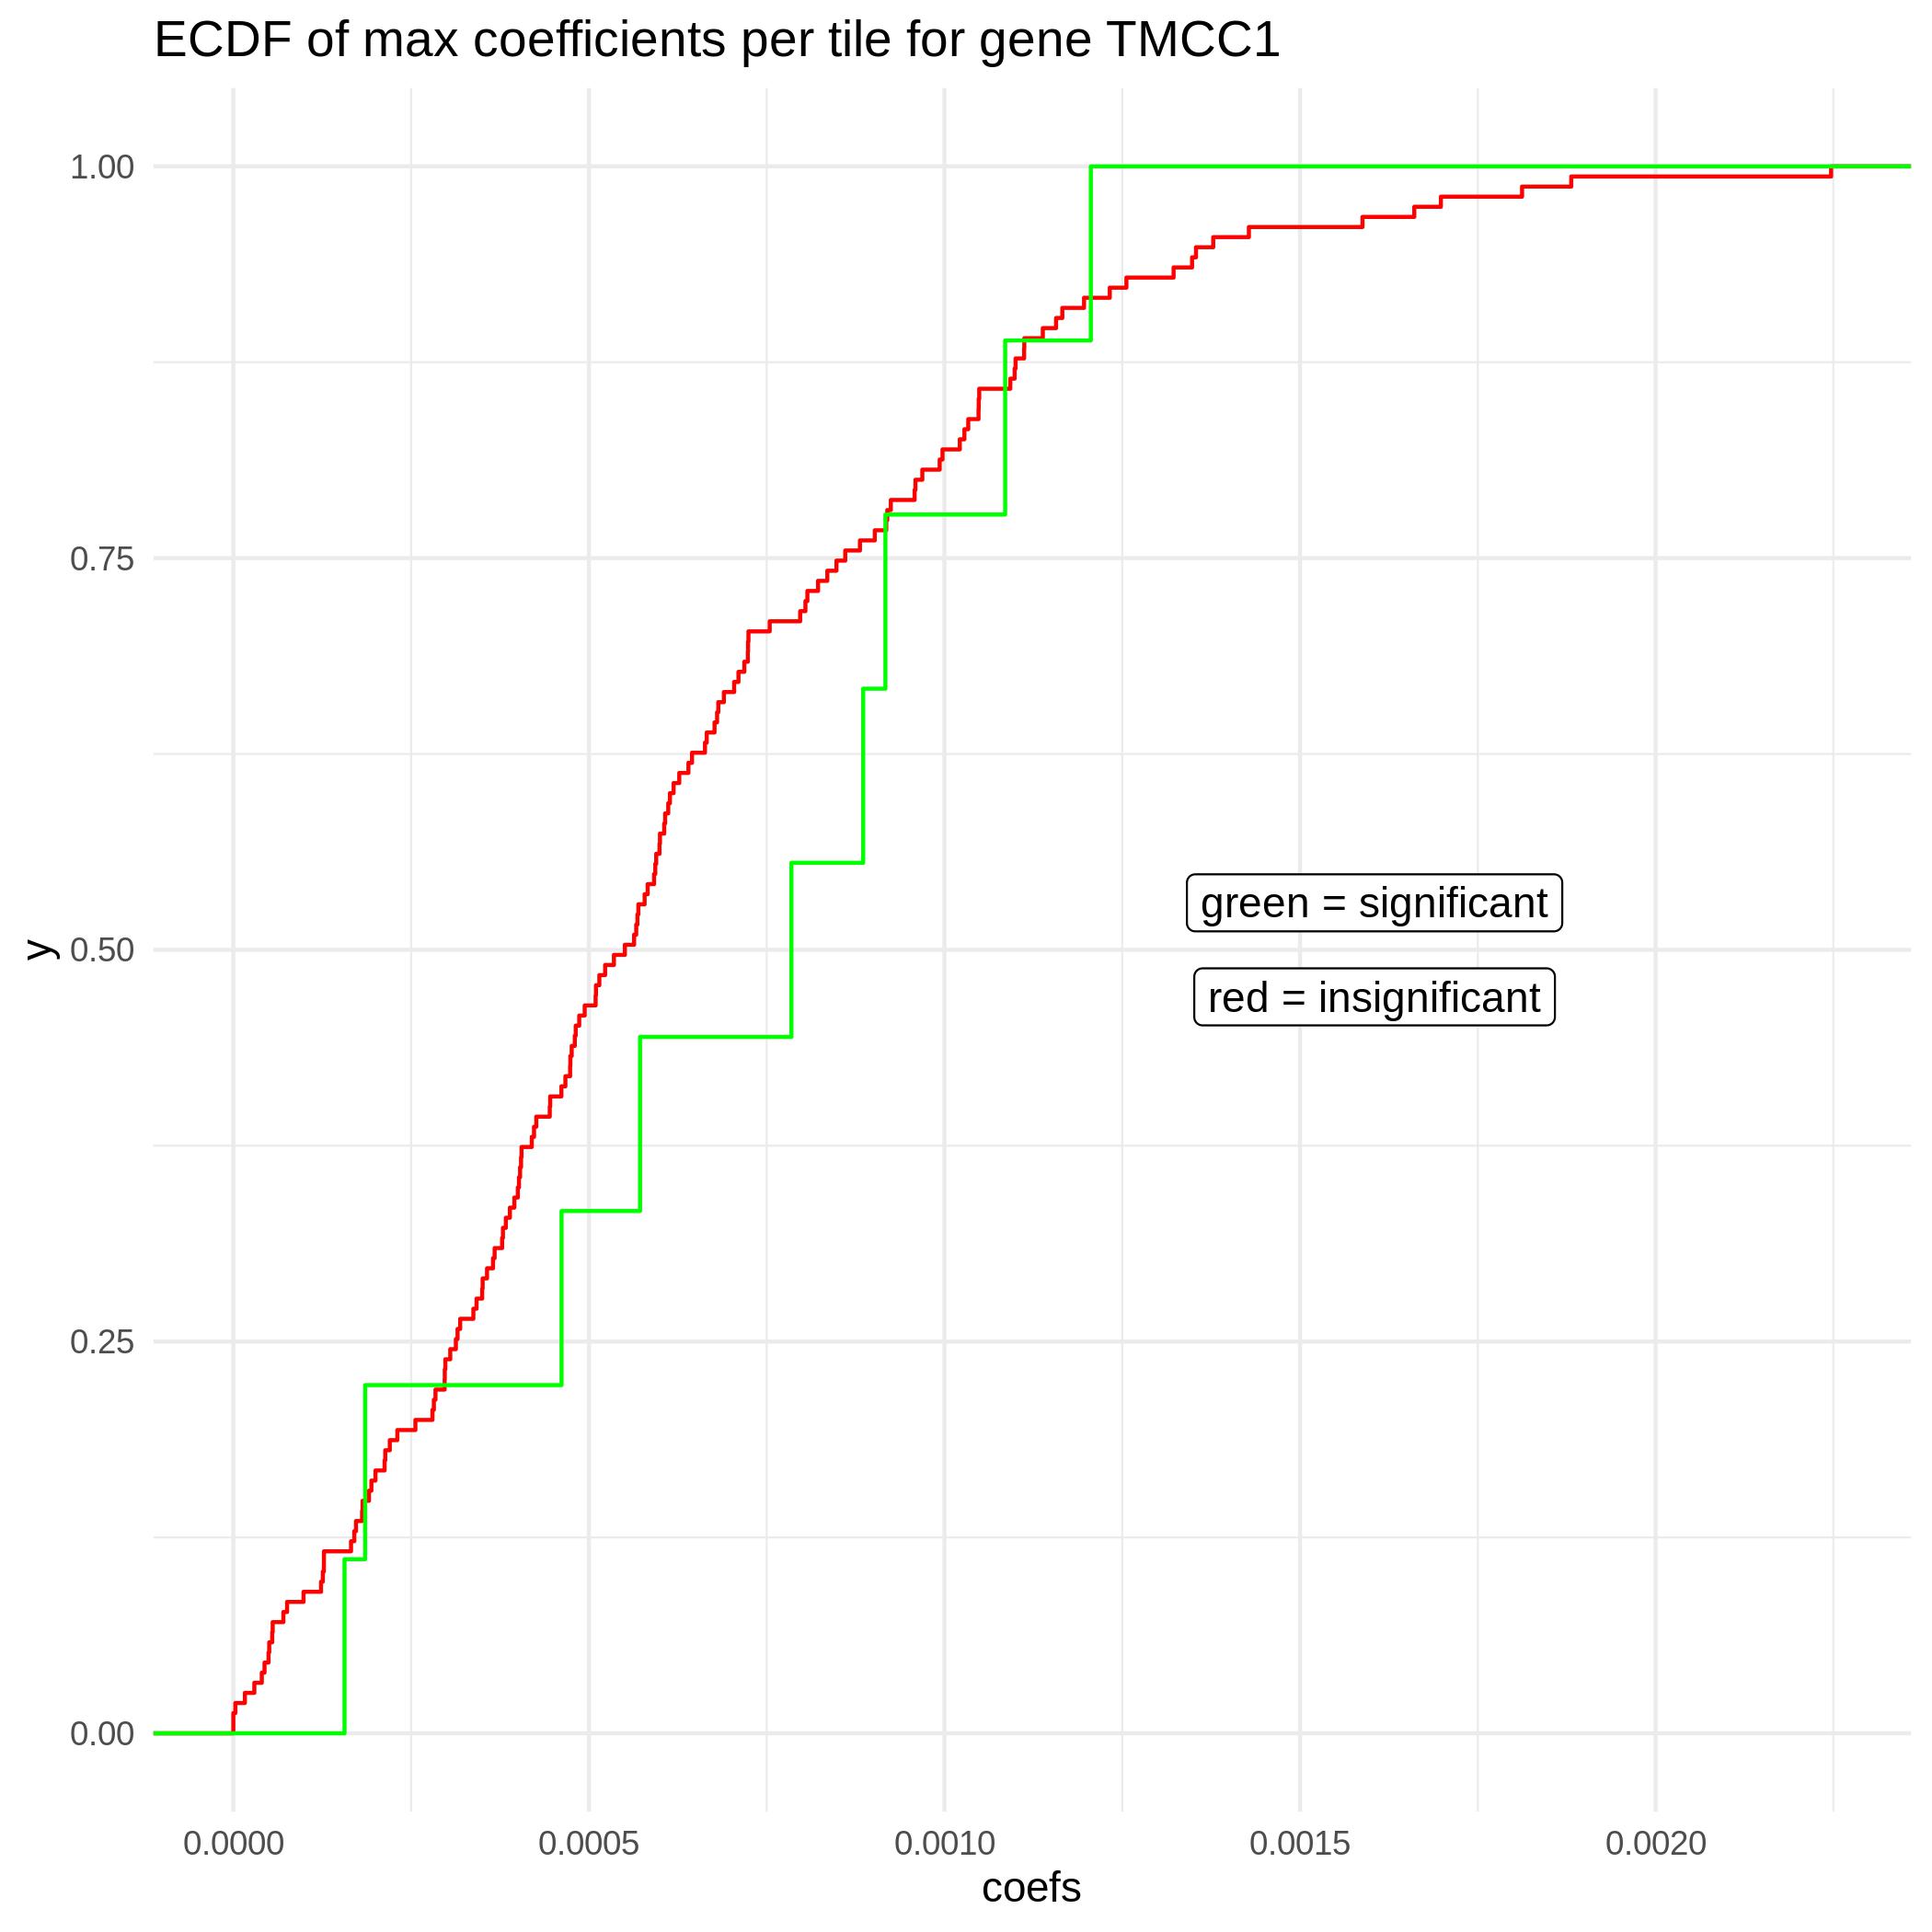 ECDF of max coefficients per tile for gene TMCC1
1.00
0.75
0.50
0.25
0.00
y
green = significant
red = insignificant
0.0000 0.0005 0.0010 0.0015 0.0020
coefs